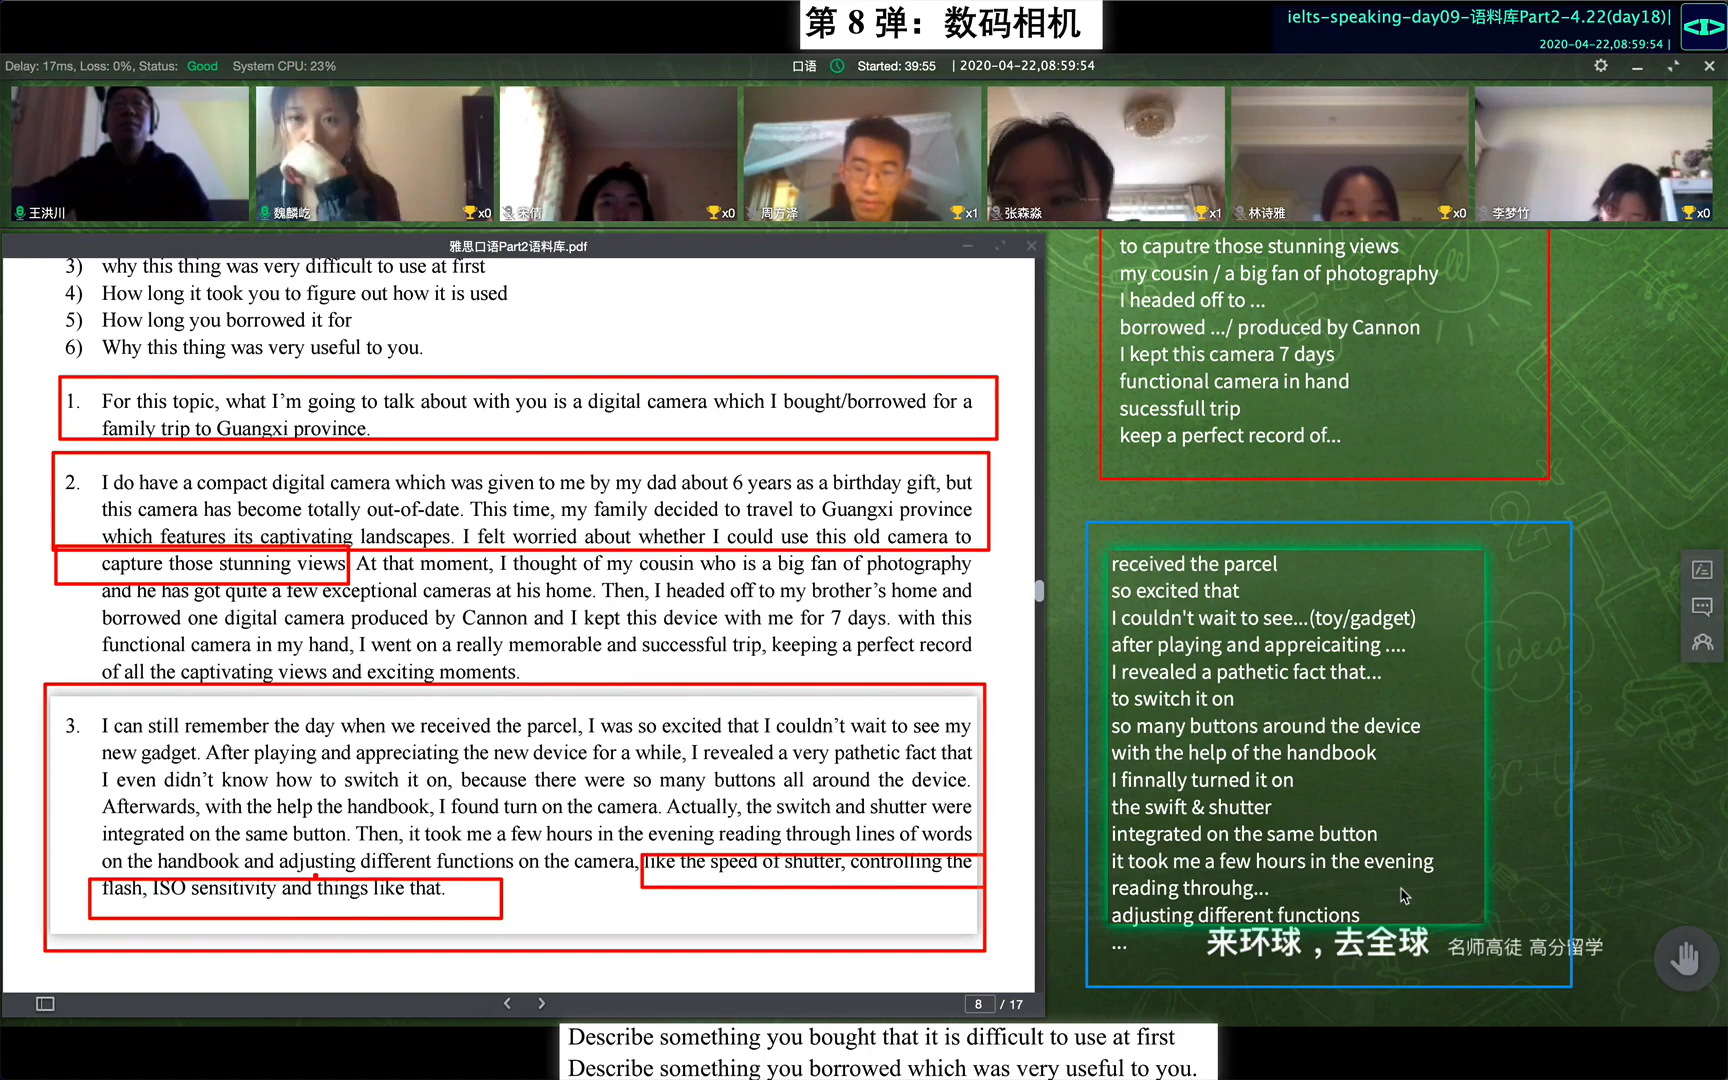 第 8 弹：数码相机
ielts-speaking-day09-语料库Part2-4.22(day18)|
2020-04-22,08:59:54 |
Delay: 17ms, Loss: 0%, Status: Good System CPU: 23%
口语 Started: 39:55 | 2020-04-22,08:59:54
王洪川
魏麟屹 x0
宋倩 x0
周方泽 x1
张森淼 x1
林诗雅 x0
李梦竹 x0
雅思口语Part2语料库.pdf
3) why this thing was very difficult to use at first
4) How long it took you to figure out how it is used
5) How long you borrowed it for
6) Why this thing was very useful to you.
1. For this topic, what I'm going to talk about with you is a digital camera which I bought/borrowed for a
family trip to Guangxi province.
2. I do have a compact digital camera which was given to me by my dad about 6 years as a birthday gift, but
this camera has become totally out-of-date. This time, my family decided to travel to Guangxi province
which features its captivating landscapes. I felt worried about whether I could use this old camera to
capture those stunning views. At that moment, I thought of my cousin who is a big fan of photography
and he has got quite a few exceptional cameras at his home. Then, I headed off to my brother's home and
borrowed one digital camera produced by Cannon and I kept this device with me for 7 days. with this
functional camera in my hand, I went on a really memorable and successful trip, keeping a perfect record
of all the captivating views and exciting moments.
3. I can still remember the day when we received the parcel, I was so excited that I couldn't wait to see my
new gadget. After playing and appreciating the new device for a while, I revealed a very pathetic fact that
I even didn't know how to switch it on, because there were so many buttons all around the device.
Afterwards, with the help the handbook, I found turn on the camera. Actually, the switch and shutter were
integrated on the same button. Then, it took me a few hours in the evening reading through lines of words
on the handbook and adjusting different functions on the camera, like the speed of shutter, controlling the
flash, ISO sensitivity and things like that.
8 / 17
to caputre those stunning views
my cousin / a big fan of photography
I headed off to ...
borrowed .../ produced by Cannon
I kept this camera 7 days
functional camera in hand
sucessfull trip
keep a perfect record of...
received the parcel
so excited that
I couldn't wait to see...(toy/gadget)
after playing and appreicaiting ....
I revealed a pathetic fact that...
to switch it on
so many buttons around the device
with the help of the handbook
I finnally turned it on
the swift & shutter
integrated on the same button
it took me a few hours in the evening
reading throuhg...
adjusting different functions
...
来环球，去全球 名师高徒 高分留学
Describe something you bought that it is difficult to use at first
Describe something you borrowed which was very useful to you.